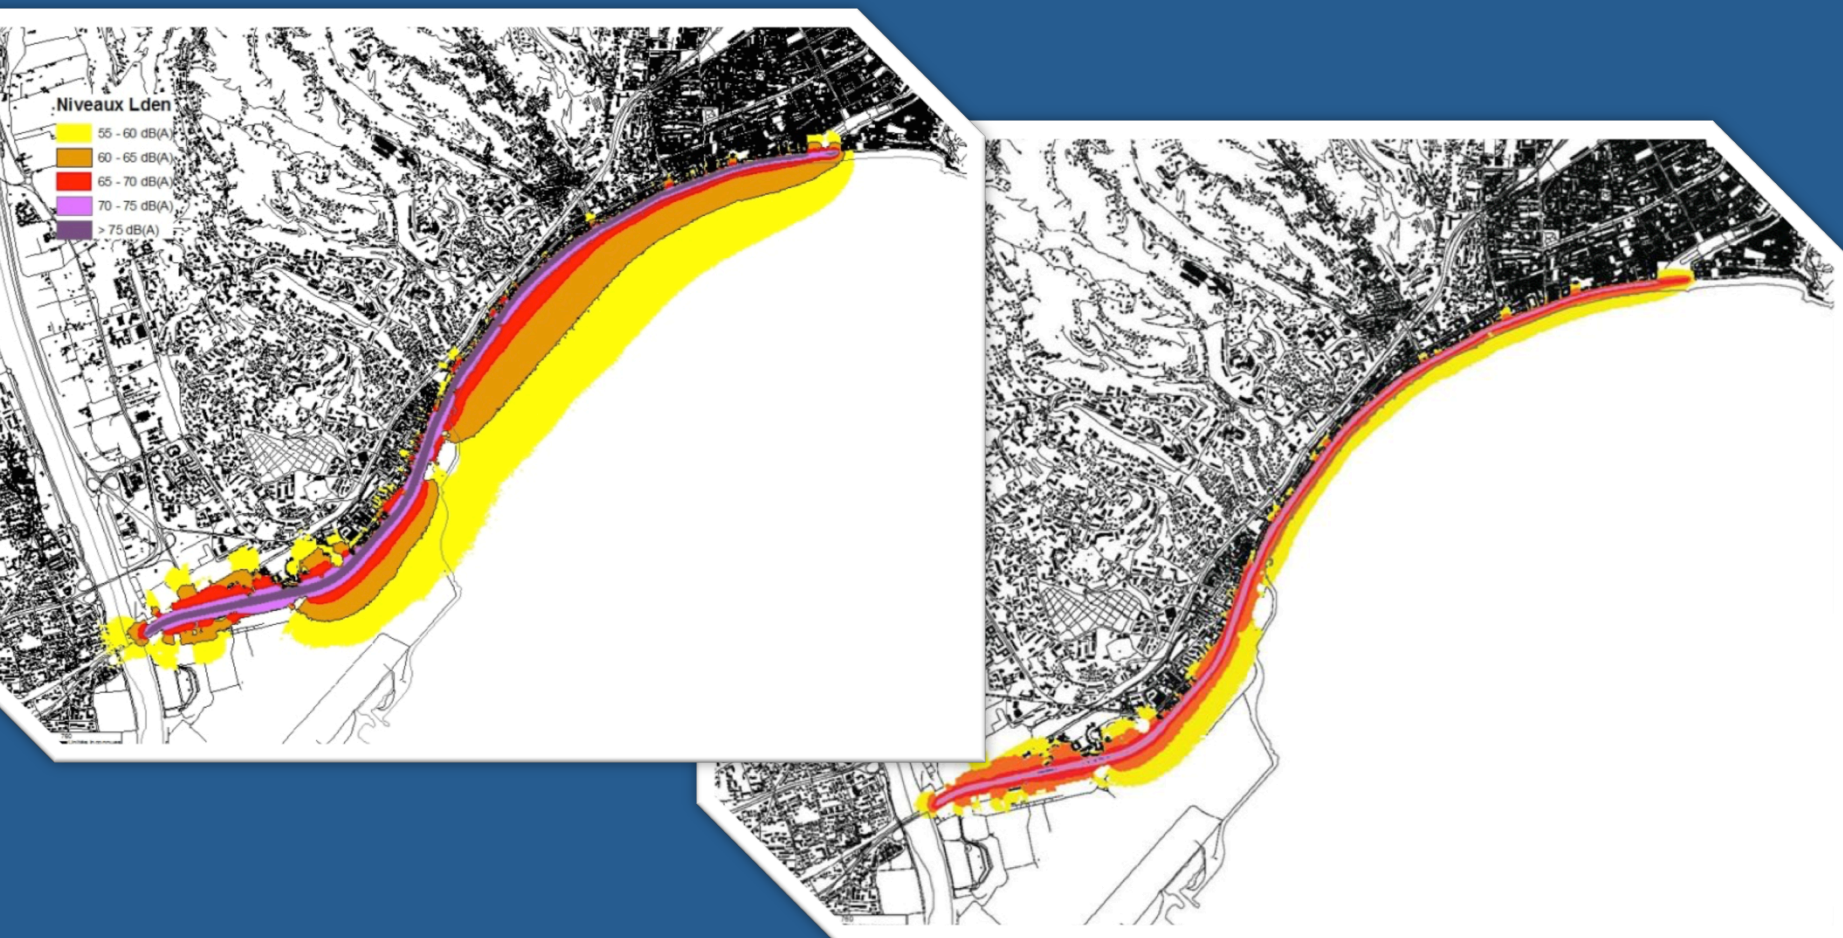 Niveaux Lden
55 - 60 dB(A)
60 - 65 dB(A)
65 - 70 dB(A)
70 - 75 dB(A)
> 75 dB(A)